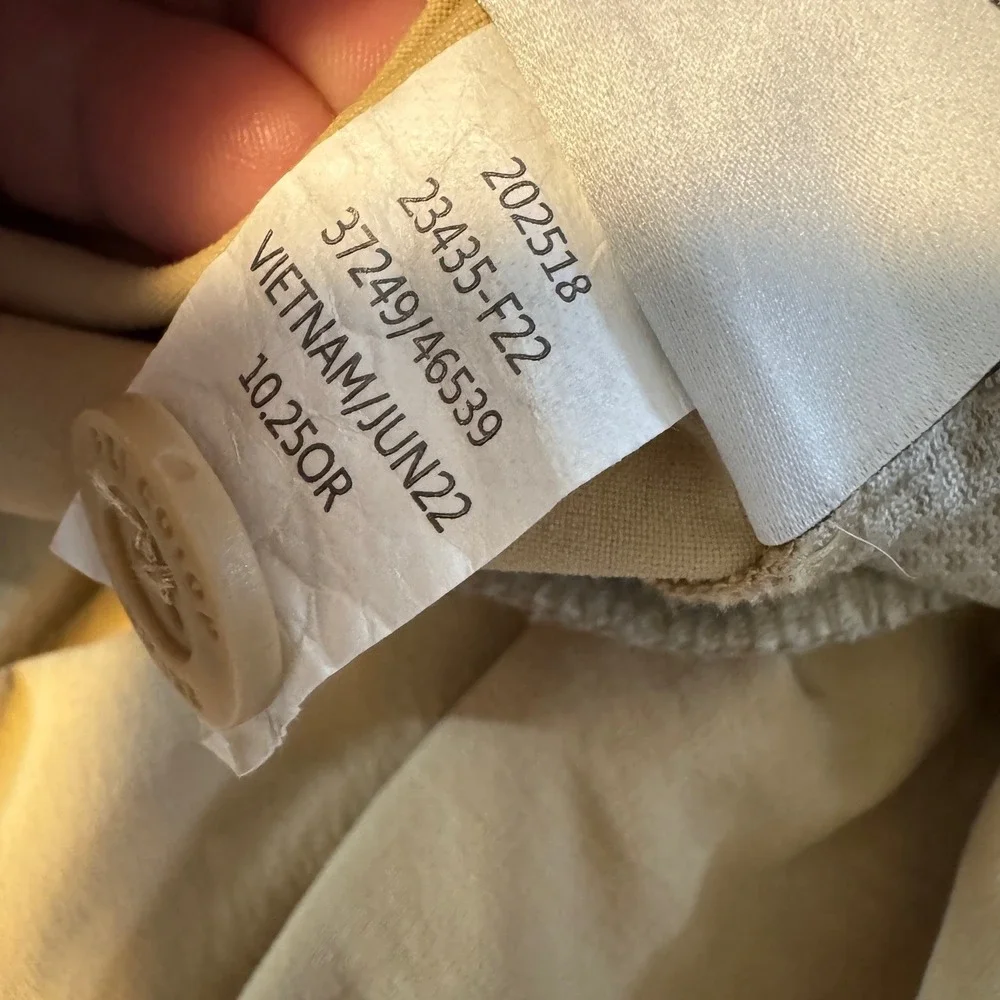 202518
23435-F22
37249/46539
VIETNAM/JUN22
10.25OR